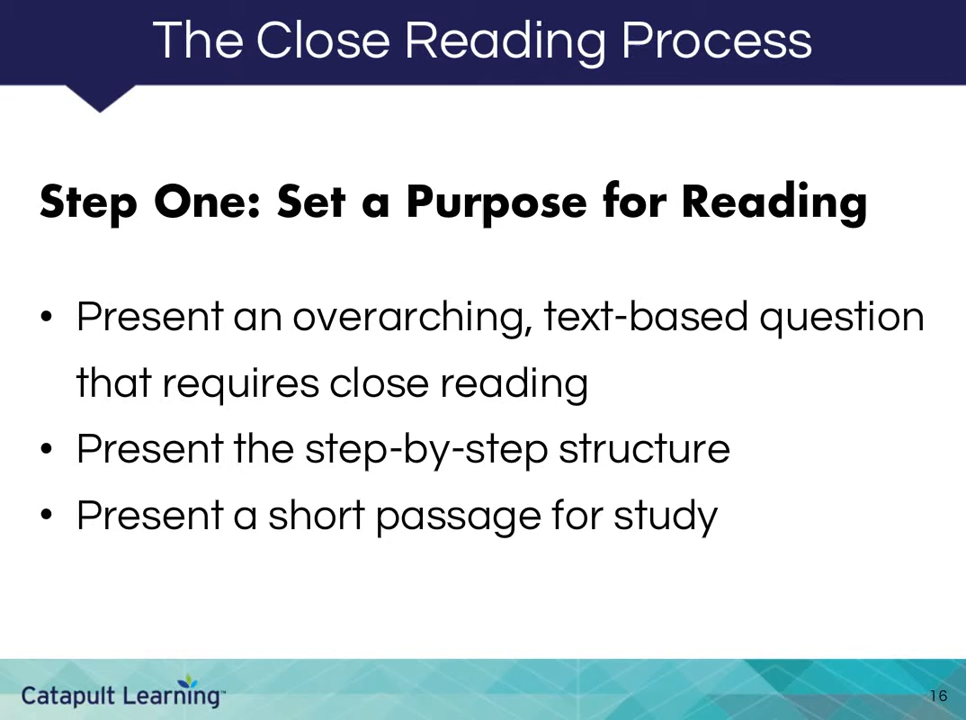 The Close Reading Process
Step One: Set a Purpose for Reading
• Present an overarching, text-based question
that requires close reading
• Present the step-by-step structure
• Present a short passage for study
Catapult Learning™
16